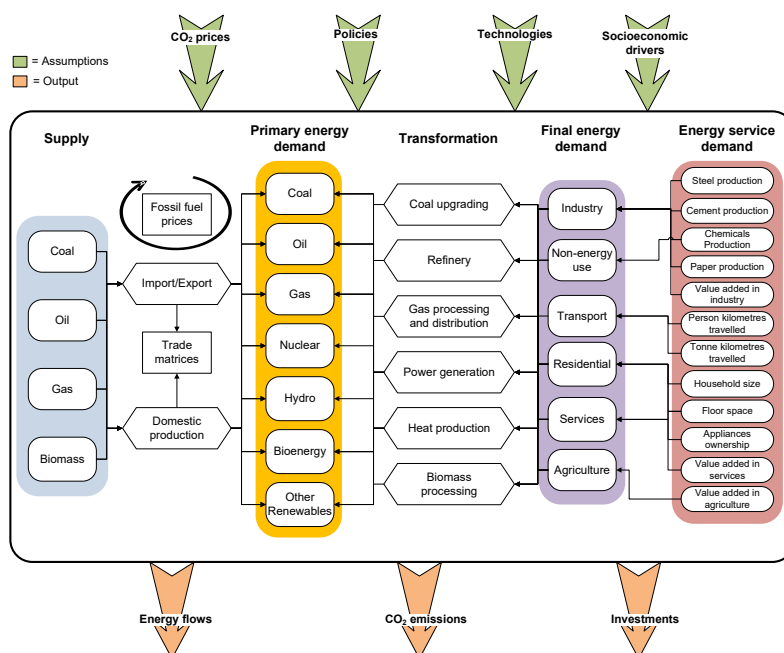 CO₂ prices
Policies
Technologies
Socioeconomic
drivers
= Assumptions
= Output
Supply
Primary energy
demand
Transformation
Final energy
demand
Energy service
demand
Fossil fuel
prices
Coal
Oil
Gas
Biomass
Import/Export
Trade
matrices
Domestic
production
Coal
Oil
Gas
Nuclear
Hydro
Bioenergy
Other
Renewables
Coal upgrading
Refinery
Gas processing
and distribution
Power generation
Heat production
Biomass
processing
Industry
Non-energy
use
Transport
Residential
Services
Agriculture
Steel production
Cement production
Chemicals
Production
Paper production
Value added in
industry
Person kilometres
travelled
Tonne kilometres
travelled
Household size
Floor space
Appliances
ownership
Value added in
services
Value added in
agriculture
Energy flows
CO₂ emissions
Investments